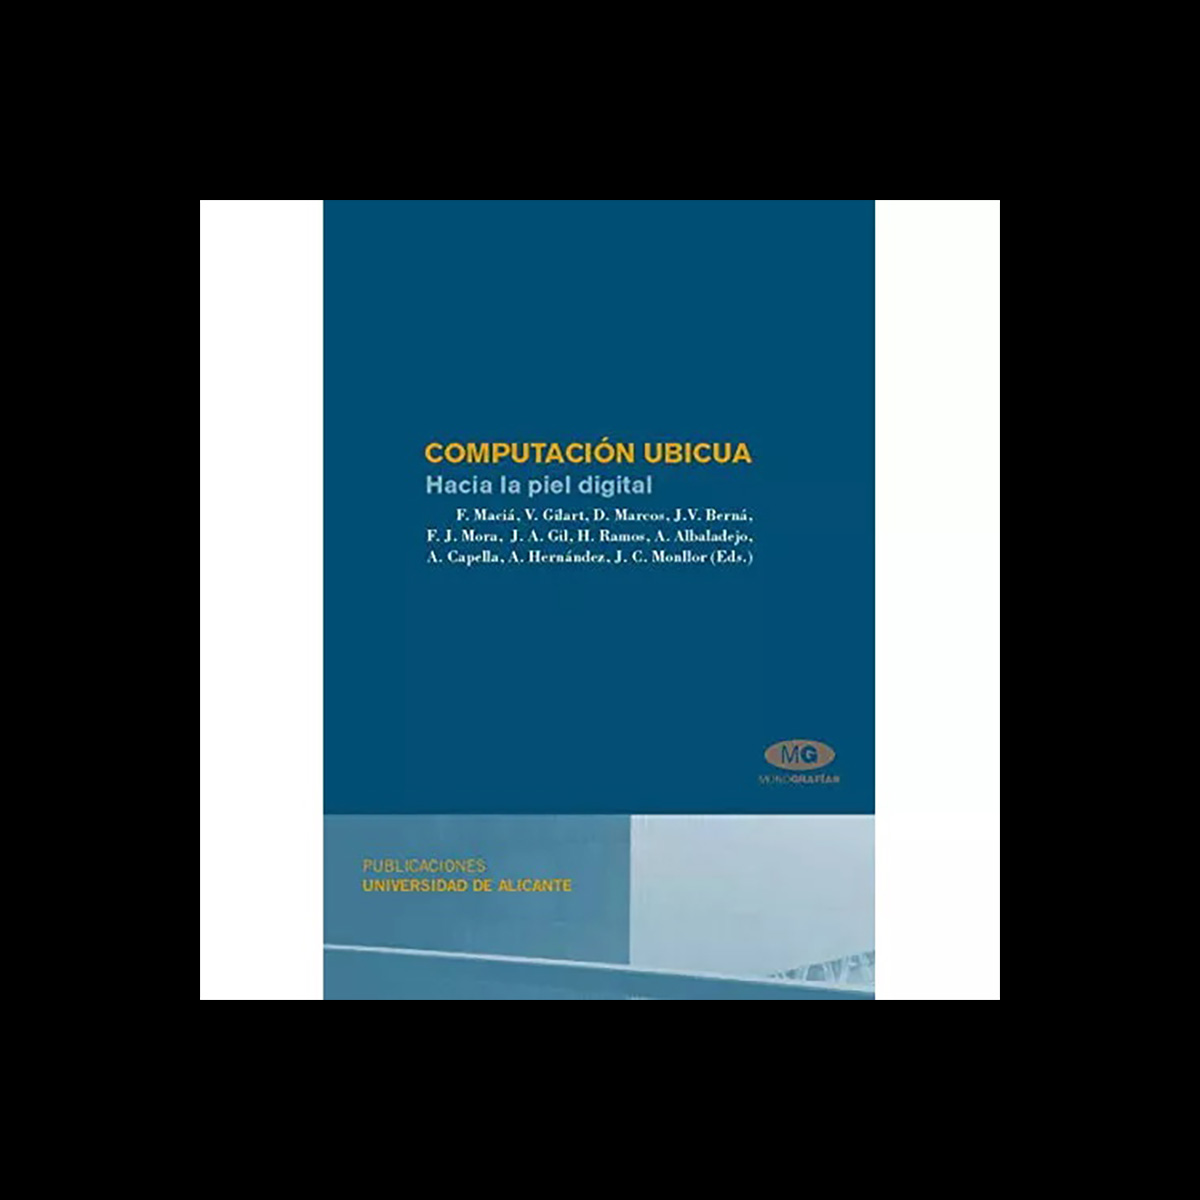 COMPUTACIÓN UBICUA
Hacia la piel digital
F. Maciá, V. Gilart, D. Marcos, J.V. Berná,
F. J. Mora, J. A. Gil, H. Ramos, A. Albaladejo,
A. Capella, A. Hernández, J. C. Monllor (Eds.)
MG
MONOGRAFÍAS
PUBLICACIONES
UNIVERSIDAD DE ALICANTE